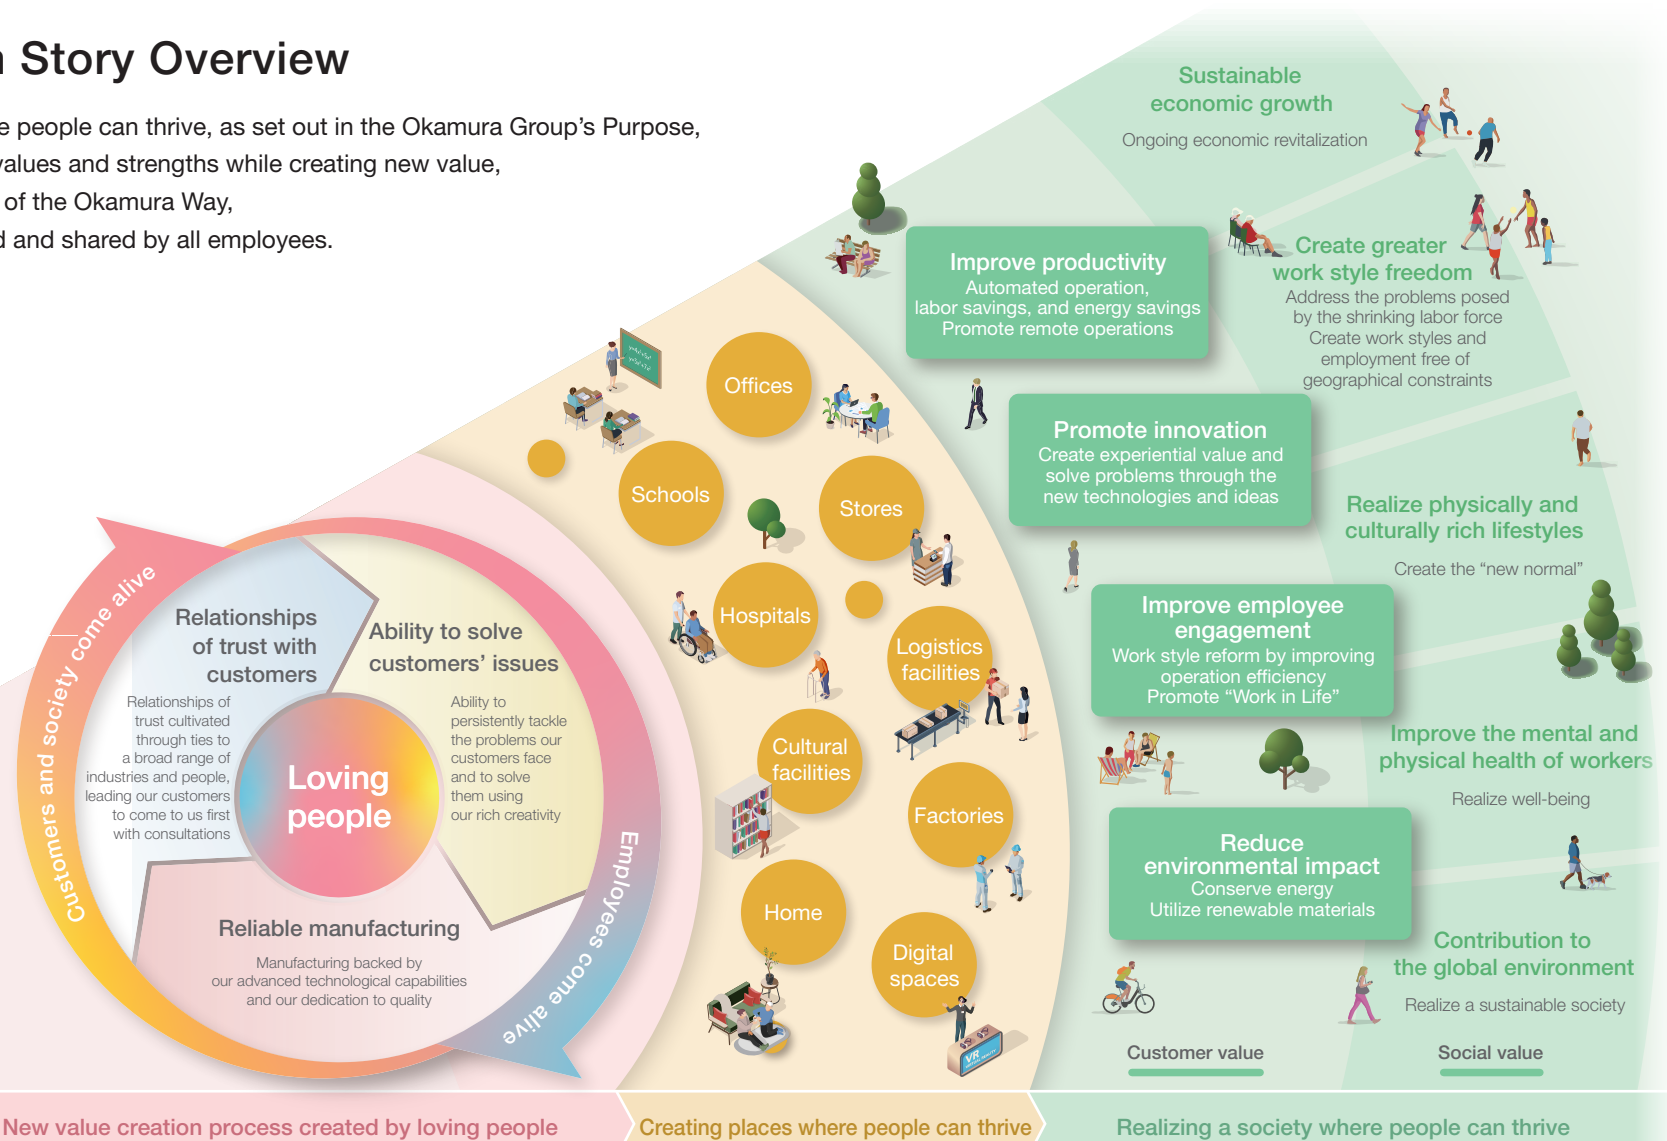 Story Overview
people can thrive, as set out in the Okamura Group's Purpose,
values and strengths while creating new value,
of the Okamura Way,
and shared by all employees.
Sustainable
economic growth
Ongoing economic revitalization
Create greater
work style freedom
Address the problems posed
by the shrinking labor force
Create work styles and
employment free of
geographical constraints
Realize physically and
culturally rich lifestyles
Create the “new normal”
Improve the mental and
physical health of workers
Realize well-being
Contribution to
the global environment
Realize a sustainable society
Social value
Improve productivity
Automated operation,
labor savings, and energy savings
Promote remote operations
Promote innovation
Create experiential value and
solve problems through the
new technologies and ideas
Improve employee
engagement
Work style reform by improving
operation efficiency
Promote “Work in Life”
Reduce
environmental impact
Conserve energy
Utilize renewable materials
Customer value
Offices
Schools
Stores
Hospitals
Logistics
facilities
Cultural
facilities
Factories
Home
Digital
spaces
VR
Customers and society come alive
Employees come alive
Relationships
of trust with
customers
Relationships of
trust cultivated
through ties to
a broad range of
industries and people,
leading our customers
to come to us first
with consultations
Ability to solve
customers’ issues
Ability to
persistently tackle
the problems our
customers face
and to solve
them using
our rich creativity
Loving
people
Reliable manufacturing
Manufacturing backed by
our advanced technological capabilities
and our dedication to quality
New value creation process created by loving people
Creating places where people can thrive
Realizing a society where people can thrive